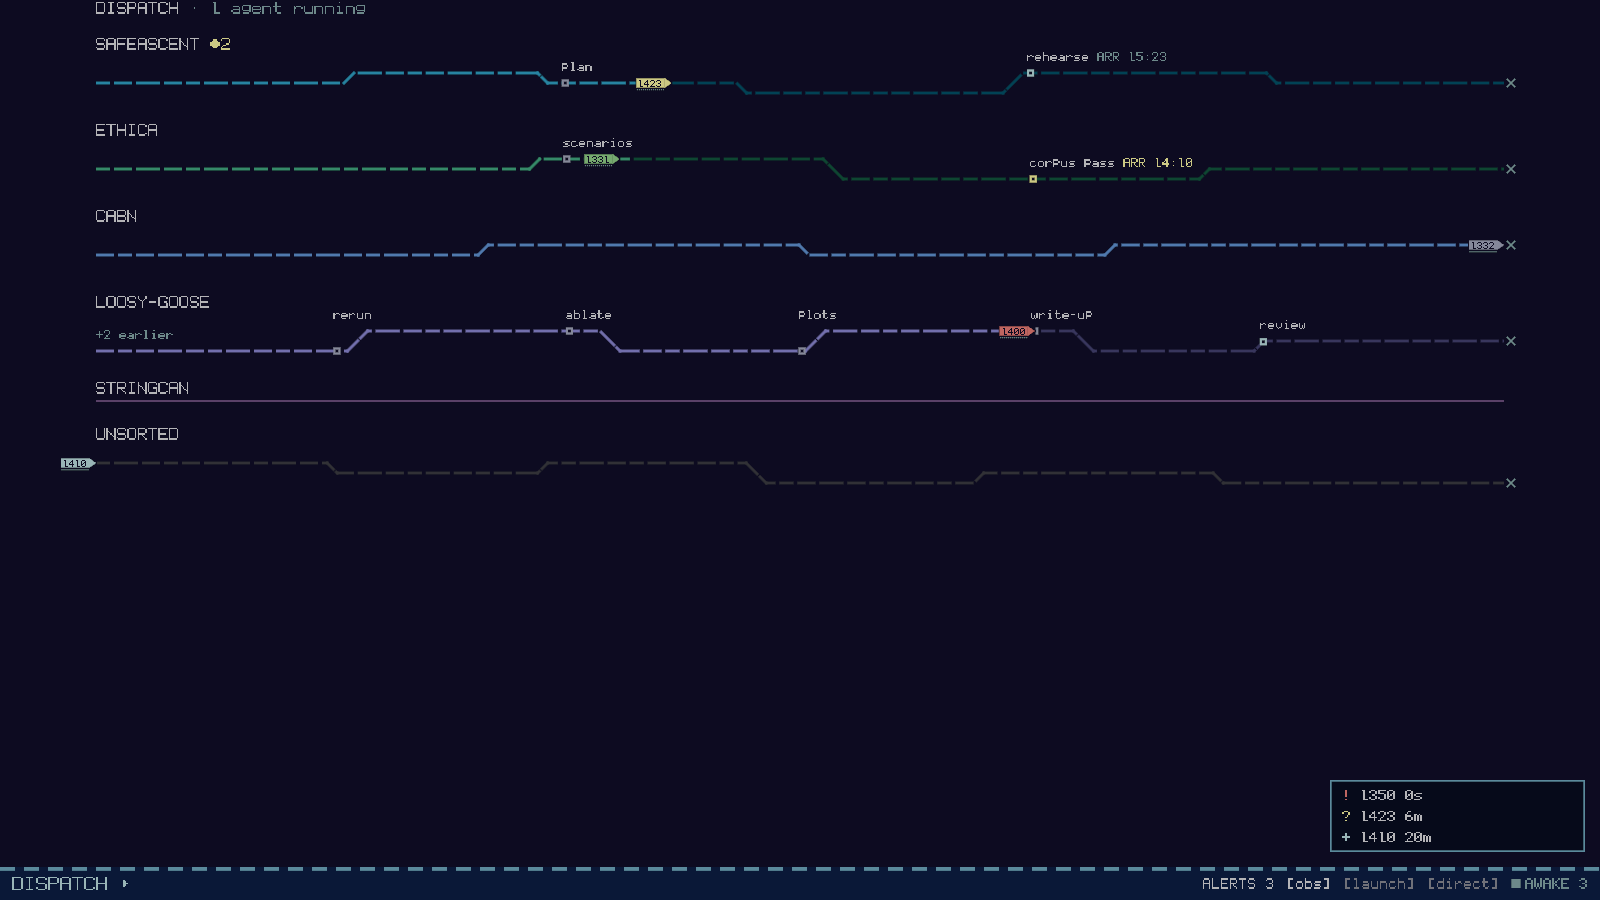 DISPATCH · 1 agent running
SAFEASCENT ●2
rehearse ARR 15:23
Plan
1423
ETHICA
scenarios
1331
corpus Pass ARR 14:10
CABN
1332
LOOSY-GOOSE
rerun
ablate
Plots
write-up
review
+2 earlier
1400
STRINGCAN
UNSORTED
1410
! 1350 0s
? 1423 6m
+ 1410 20m
DISPATCH
ALERTS 3 [obs] [launch] [direct] ■AWAKE 3